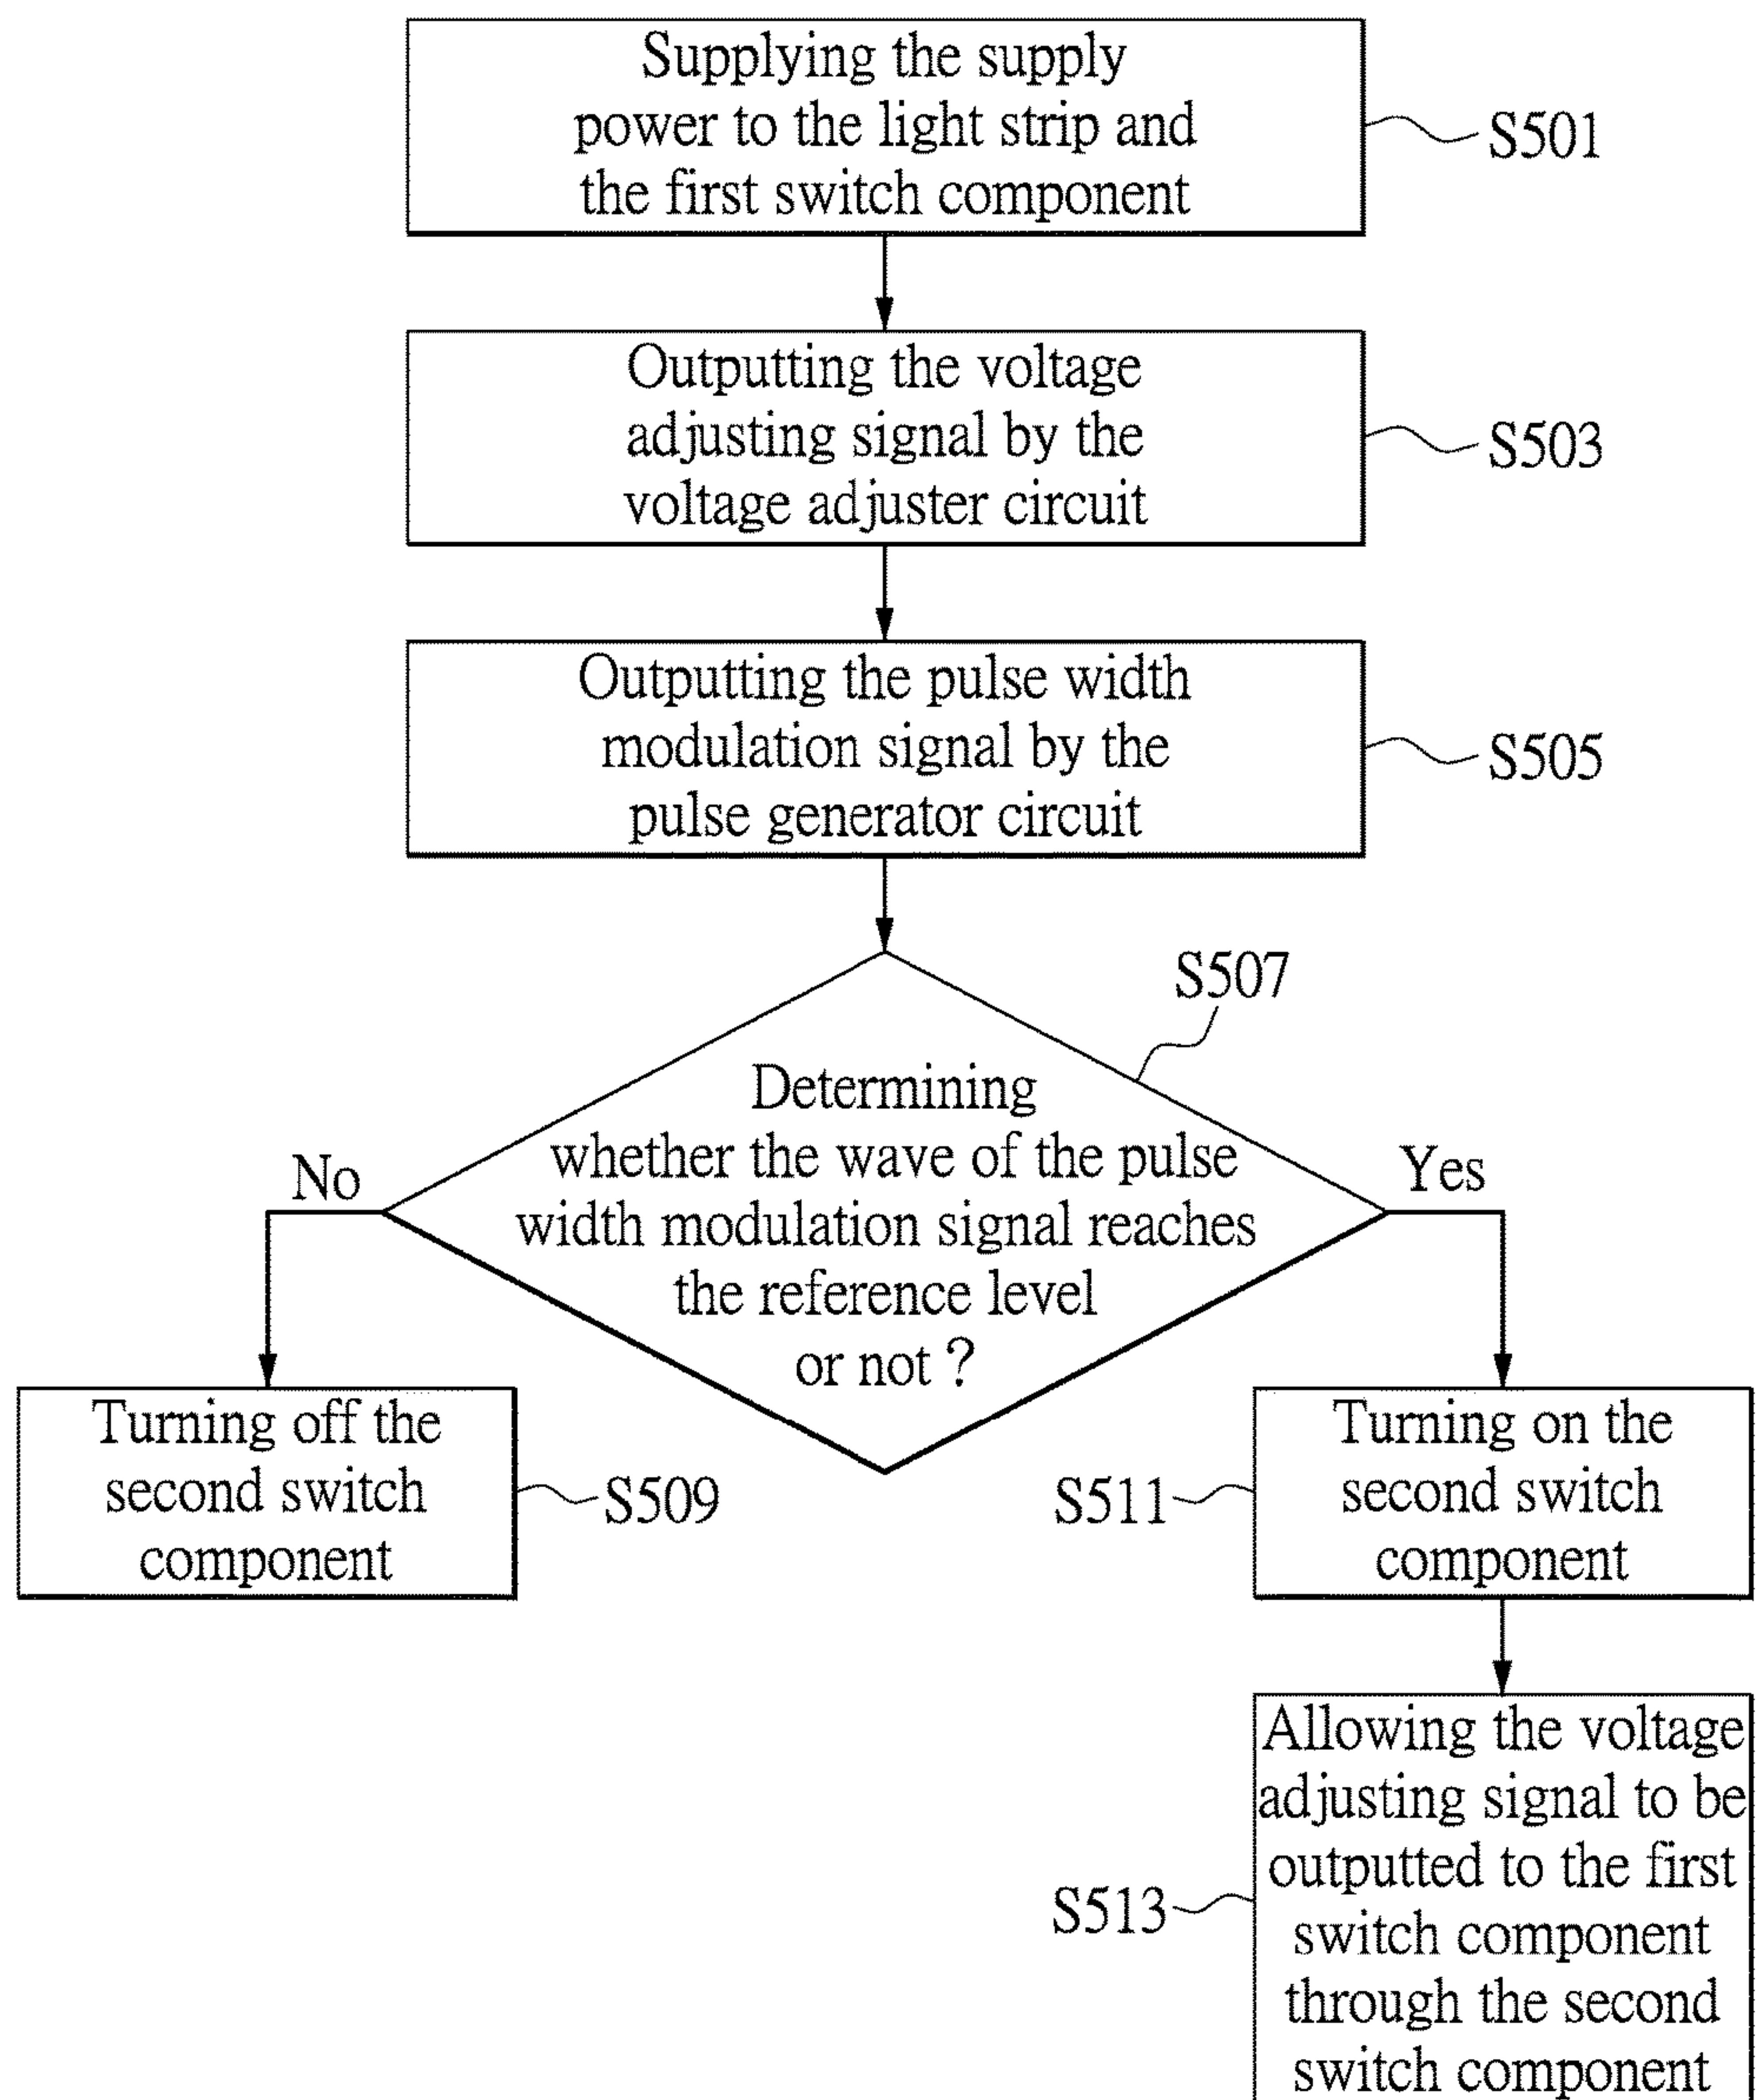 Supplying the supply
power to the light strip and
the first switch component
S501
Outputting the voltage
adjusting signal by the
voltage adjuster circuit
S503
Outputting the pulse width
modulation signal by the
pulse generator circuit
S505
S507
Determining
whether the wave of the pulse
width modulation signal reaches
the reference level
or not ?
No
Yes
Turning off the
second switch
component
S509
S511
Turning on the
second switch
component
S513
Allowing the voltage
adjusting signal to be
outputted to the first
switch component
through the second
switch component